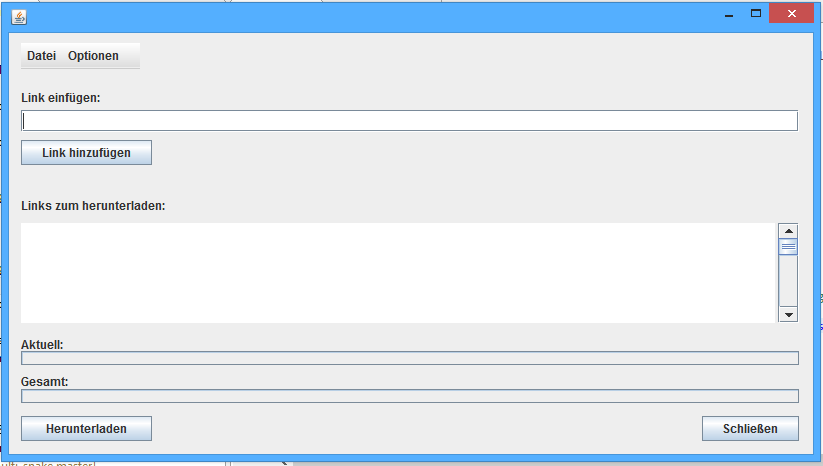 Datei Optionen
Link einfügen:
Link hinzufügen
Links zum herunterladen:
Aktuell:
Gesamt:
Herunterladen Schließen